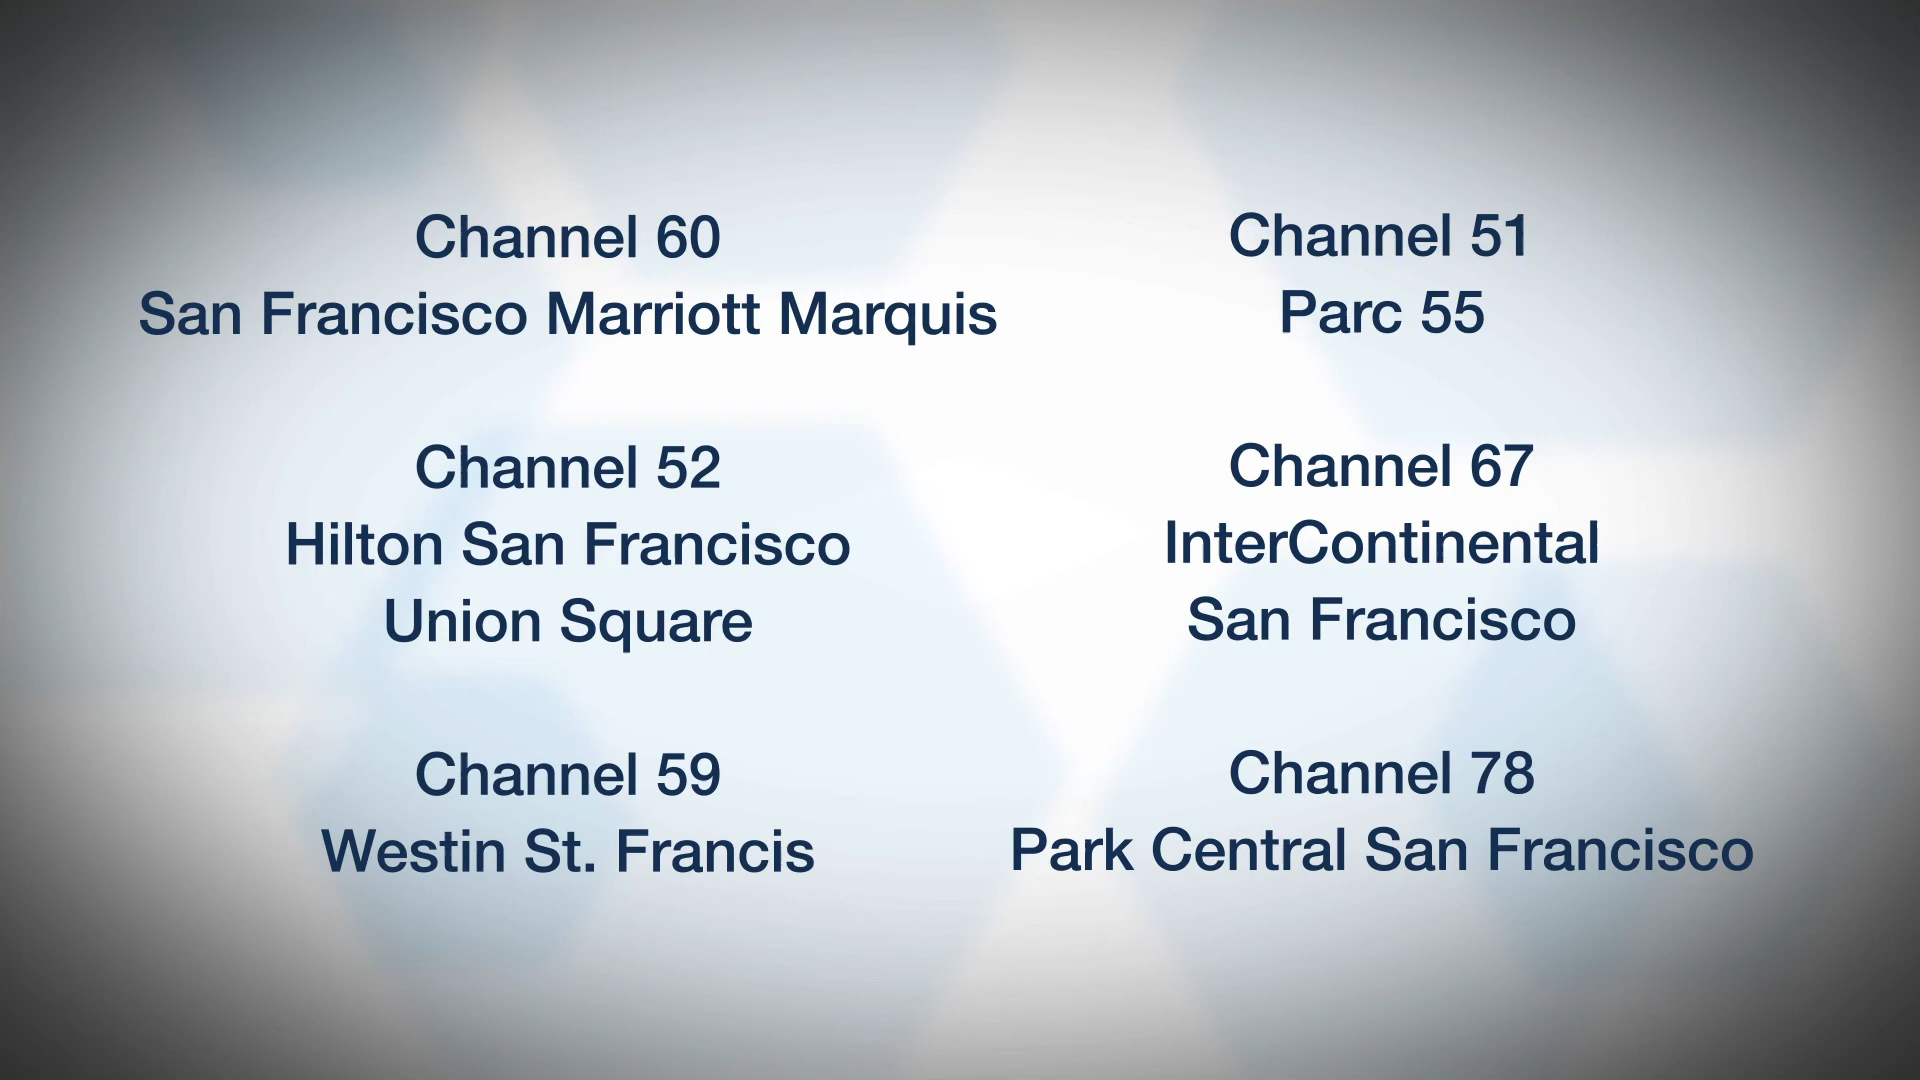 Channel 60
San Francisco Marriott Marquis
Channel 52
Hilton San Francisco
Union Square
Channel 59
Westin St. Francis
Channel 51
Parc 55
Channel 67
InterContinental
San Francisco
Channel 78
Park Central San Francisco